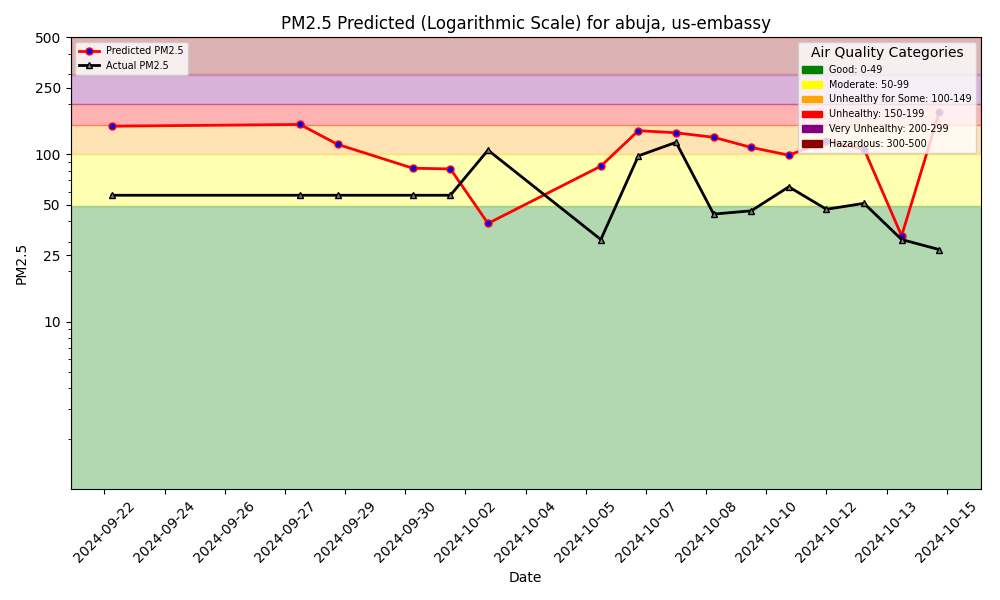 PM2.5 Predicted (Logarithmic Scale) for abuja, us-embassy
Predicted PM2.5
Actual PM2.5
Air Quality Categories
Good: 0-49
Moderate: 50-99
Unhealthy for Some: 100-149
Unhealthy: 150-199
Very Unhealthy: 200-299
Hazardous: 300-500
PM2.5
500
250
100
50
25
10
2024-09-22
2024-09-24
2024-09-26
2024-09-27
2024-09-29
2024-09-30
2024-10-02
2024-10-04
2024-10-05
2024-10-07
2024-10-08
2024-10-10
2024-10-12
2024-10-13
2024-10-15
Date